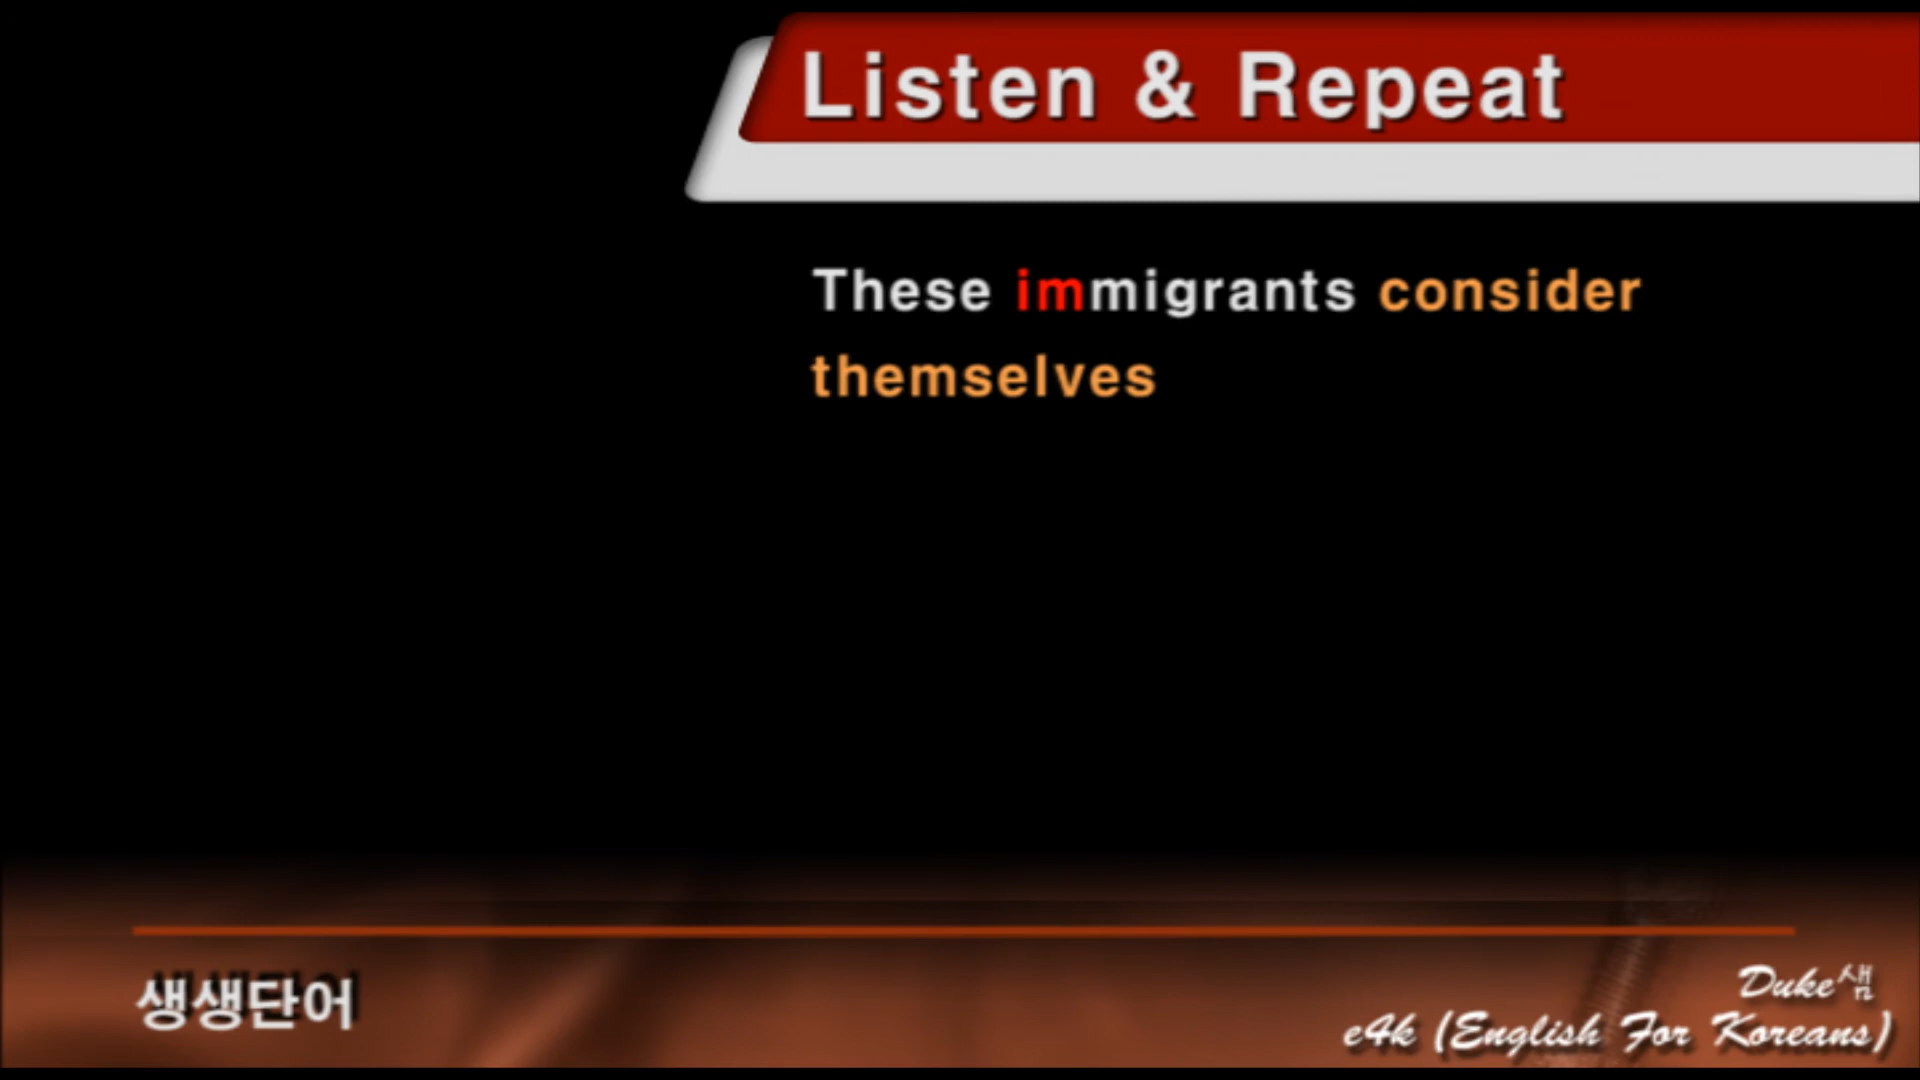 Listen & Repeat
These immigrants consider
themselves
생생단어
Duke샘
e4k (English For Koreans)